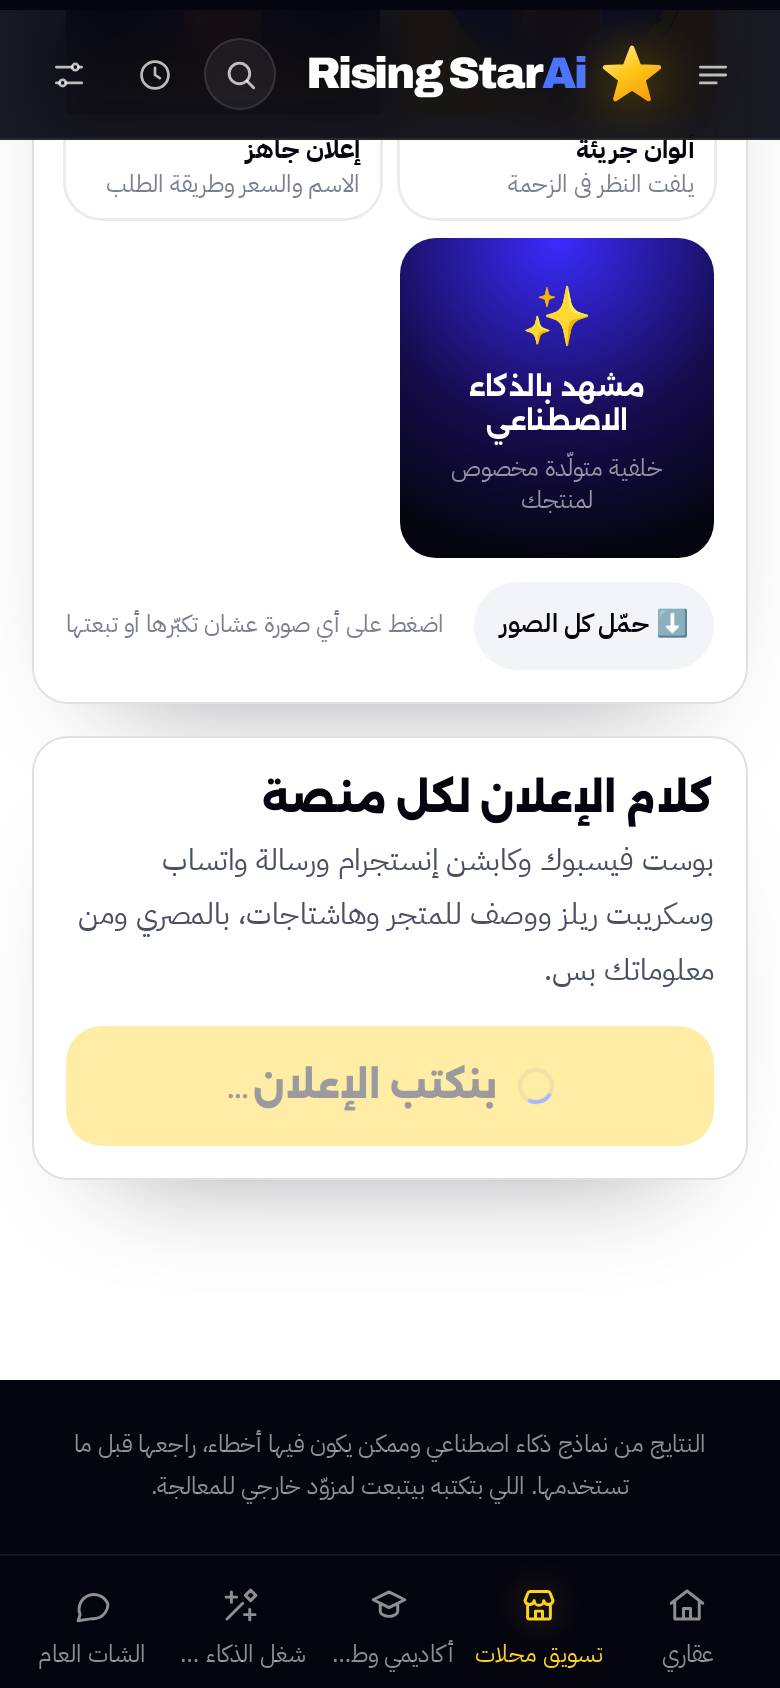 Rising StarAi
ألوان جريئة
يلفت النظر في الزحمة
إعلان جاهز
الاسم والسعر وطريقة الطلب
مشهد بالذكاء
الاصطناعي
خلفية متولّدة مخصوص
لمنتجك
حمّل كل الصور
اضغط على أي صورة عشان تكبّرها أو تبعتها
كلام الإعلان لكل منصة
بوست فيسبوك وكابشن إنستجرام ورسالة واتساب
وسكريبت ريلز ووصف للمتجر وهاشتاجات، بالمصري ومن
معلوماتك بس.
بنكتب الإعلان...
النتايج من نماذج ذكاء اصطناعي وممكن يكون فيها أخطاء، راجعها قبل ما
تستخدمها. اللي بتكتبه بيتبعت لمزوّد خارجي للمعالجة.
عقاري
تسويق محلات
أكاديمي وط...
شغل الذكاء ...
الشات العام